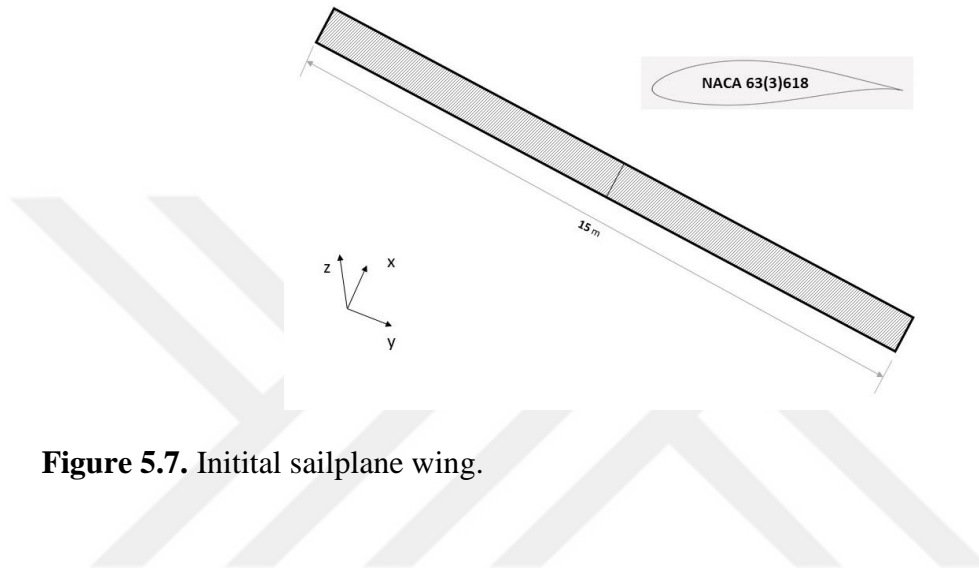 NACA 63(3)618
15 m
z
x
y
Figure 5.7. Initital sailplane wing.